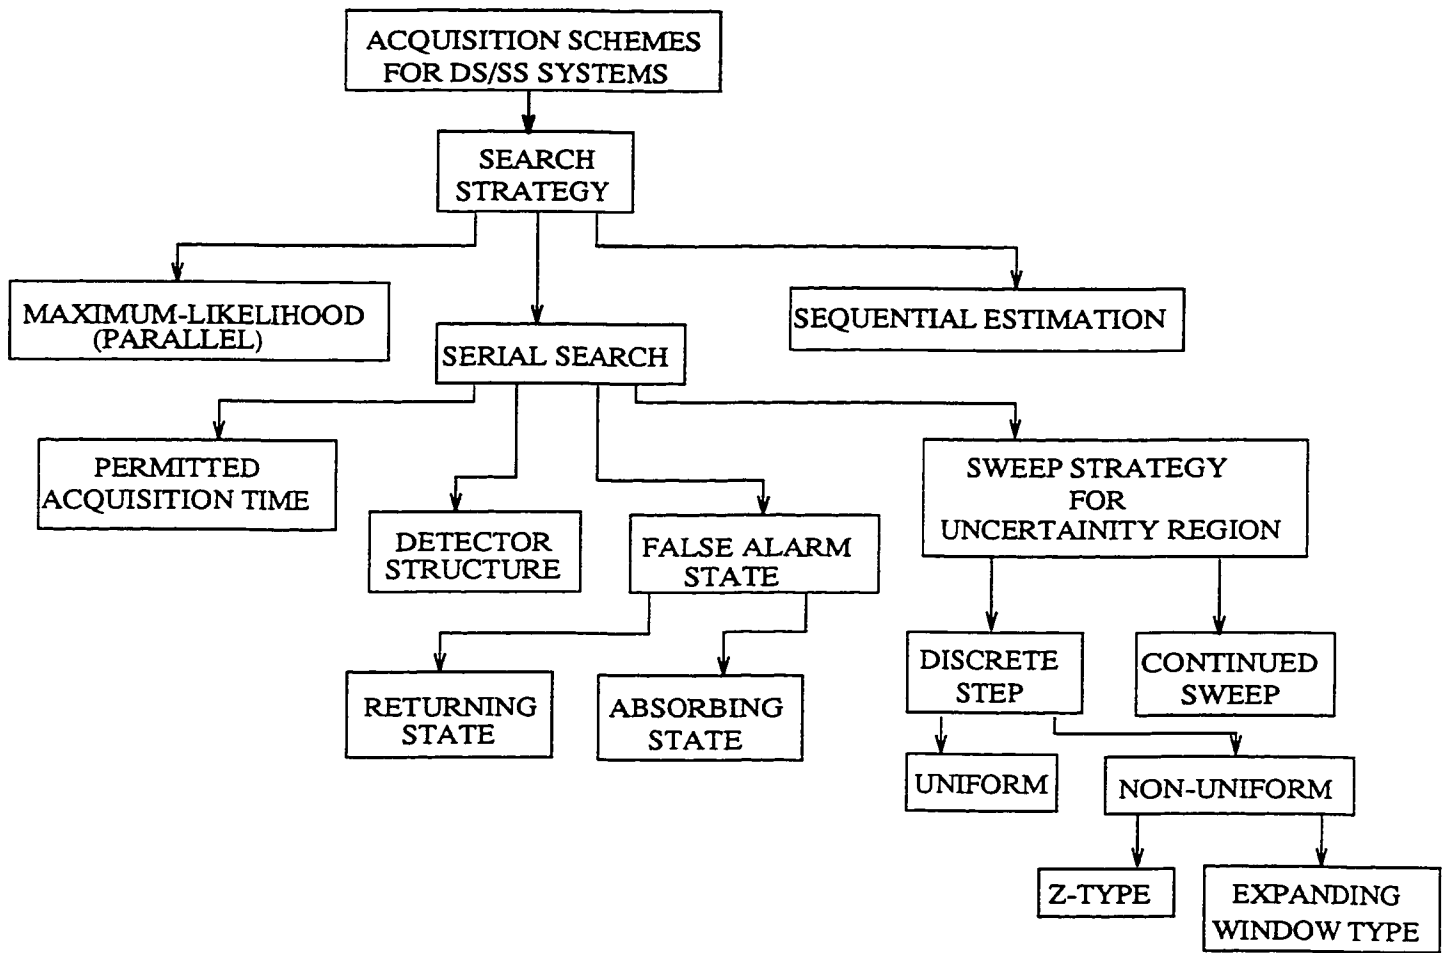 ACQUISITION SCHEMES
FOR DS/SS SYSTEMS
SEARCH
STRATEGY
MAXIMUM-LIKELIHOOD
(PARALLEL)
SEQUENTIAL ESTIMATION
SERIAL SEARCH
PERMITTED
ACQUISITION TIME
SWEEP STRATEGY
FOR
UNCERTAINITY REGION
DETECTOR
STRUCTURE
FALSE ALARM
STATE
RETURNING
STATE
ABSORBING
STATE
DISCRETE
STEP
CONTINUED
SWEEP
UNIFORM
NON-UNIFORM
Z-TYPE
EXPANDING
WINDOW TYPE